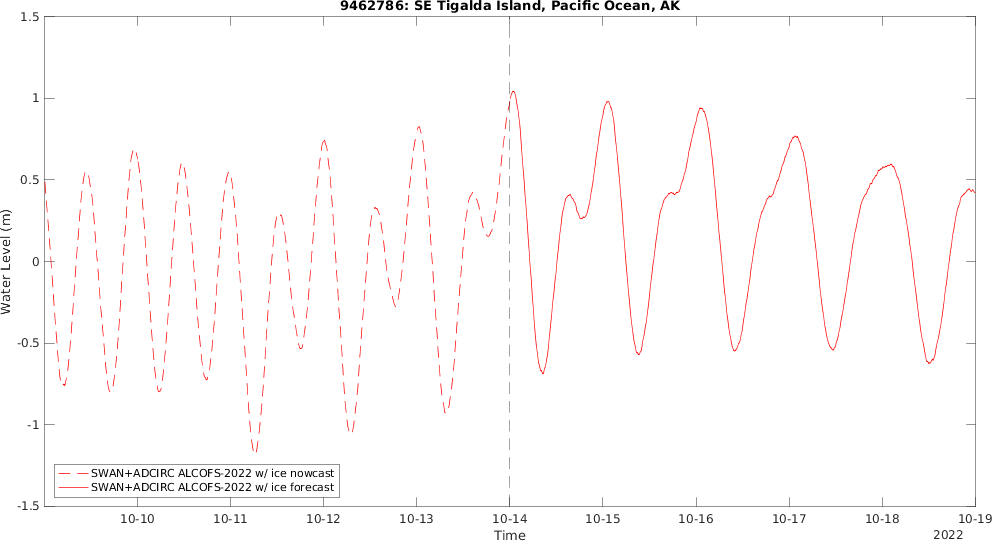 9462786: SE Tigalda Island, Pacific Ocean, AK
Water Level (m)
1.5
1
0.5
0
-0.5
-1
-1.5
SWAN+ADCIRC ALCOFS-2022 w/ ice nowcast
SWAN+ADCIRC ALCOFS-2022 w/ ice forecast
10-10 10-11 10-12 10-13 10-14 10-15 10-16 10-17 10-18 10-19
Time
2022